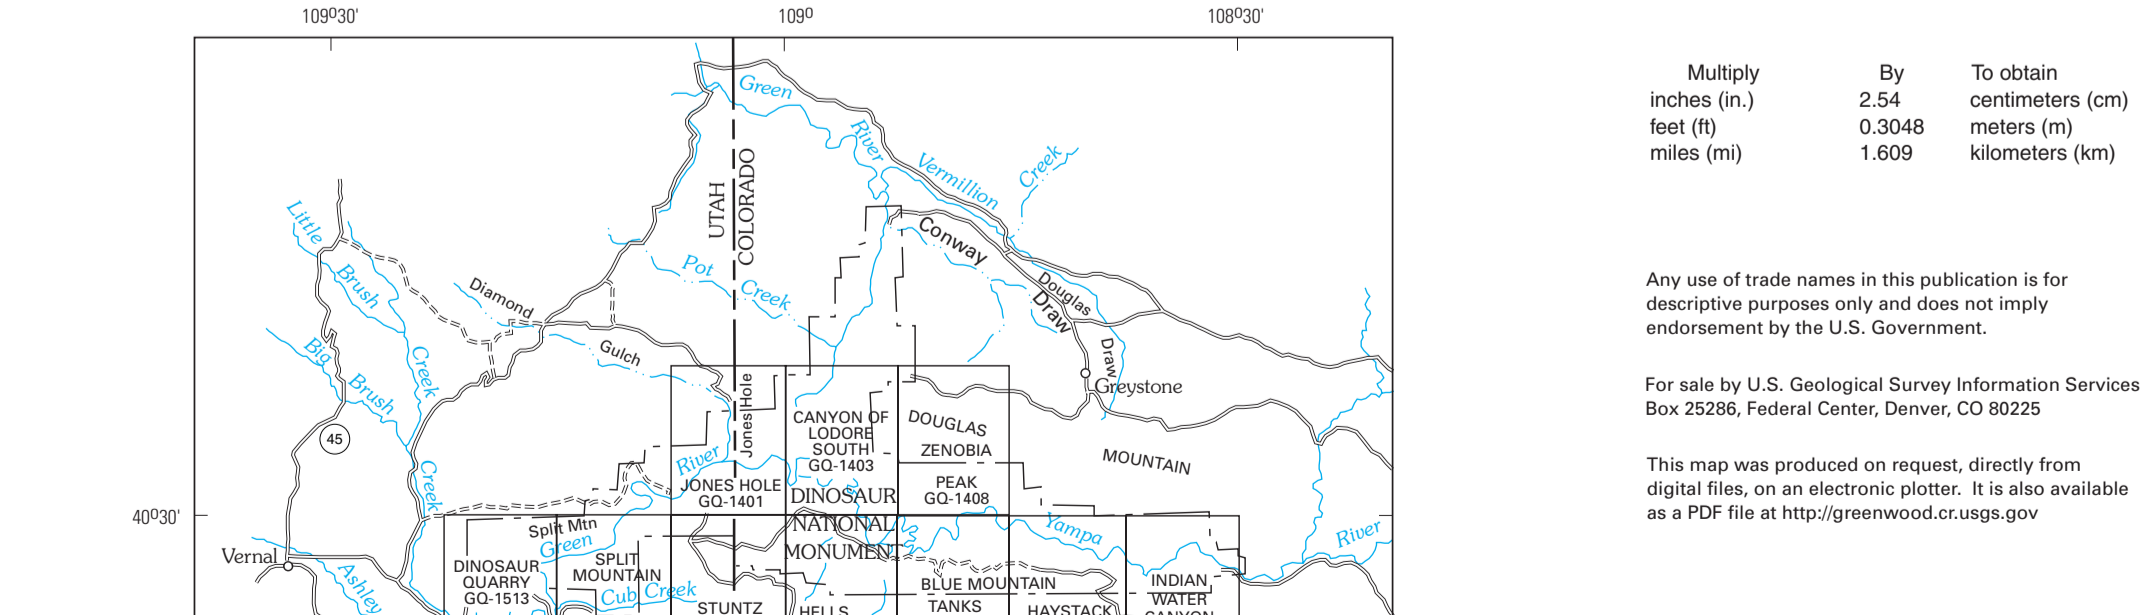 109º30'
109º
108º30'
Green
River
Vermillion
Creek
UTAH
COLORADO
Little
Brush
Creek
Pot
Creek
Conway
Draw
Douglas
Draw
Diamond
Gulch
Big
Brush
Creek
45
Greystone
Jones Hole
CANYON OF
LODORE
SOUTH
GQ-1403
DOUGLAS
ZENOBIA
PEAK
GQ-1408
MOUNTAIN
River
JONES HOLE
GQ-1401
DINOSAUR
NATIONAL
MONUMENT
40º30'
Split Mtn
Green
Yampa
River
Vernal
Ashley
DINOSAUR
QUARRY
GQ-1513
SPLIT
MOUNTAIN
Cub Creek
STUNTZ
HELLS
BLUE MOUNTAIN
TANKS
HAYSTACK
INDIAN
WATER
CANYON
Multiply By To obtain
inches (in.) 2.54 centimeters (cm)
feet (ft) 0.3048 meters (m)
miles (mi) 1.609 kilometers (km)
Any use of trade names in this publication is for
descriptive purposes only and does not imply
endorsement by the U.S. Government.
For sale by U.S. Geological Survey Information Services
Box 25286, Federal Center, Denver, CO 80225
This map was produced on request, directly from
digital files, on an electronic plotter. It is also available
as a PDF file at http://greenwood.cr.usgs.gov